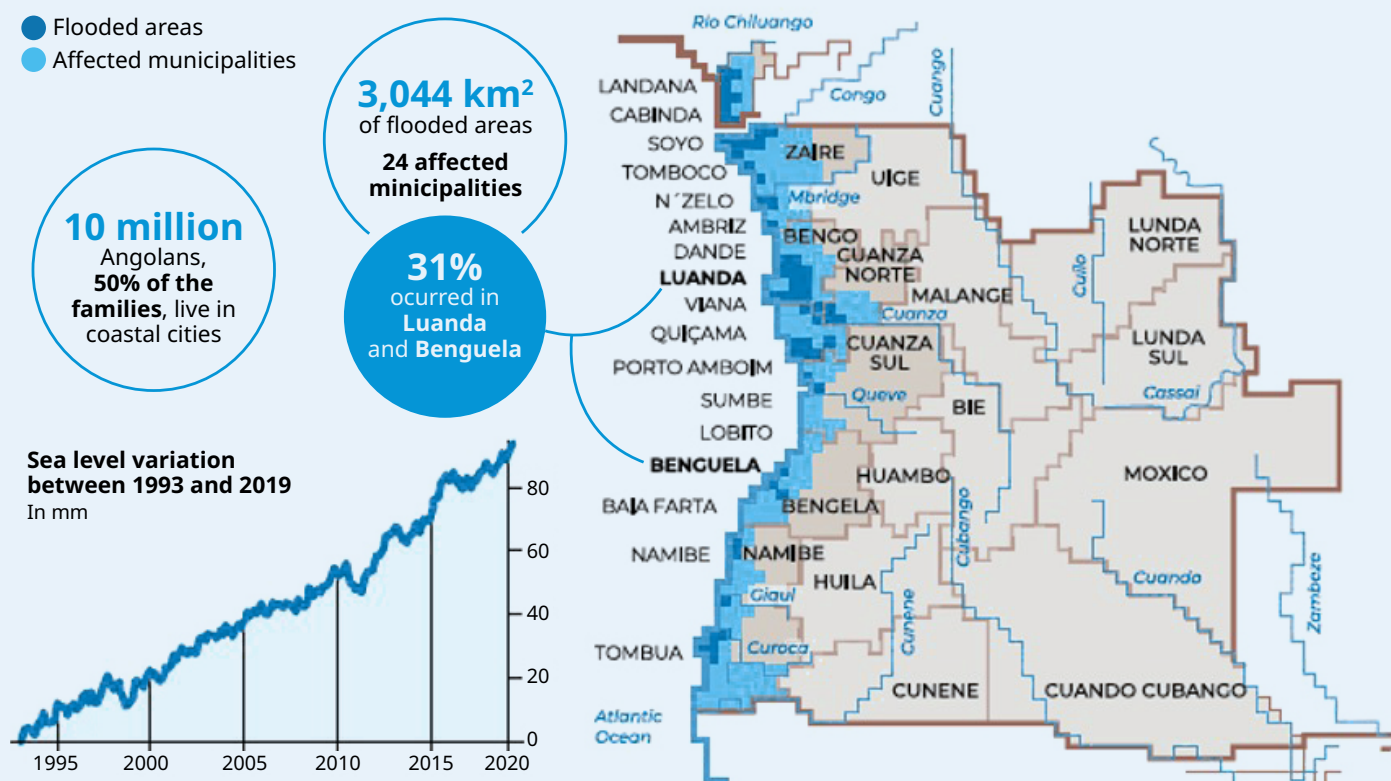 Flooded areas
Affected municipalities
3,044 km²
of flooded areas
24 affected
minicipalities
10 million
Angolans,
50% of the
families, live in
coastal cities
31%
ocurred in
Luanda
and Benguela
Sea level variation
between 1993 and 2019
In mm
80
60
40
20
0
1995 2000 2005 2010 2015 2020
Rio Chiluango
LANDANA
CABINDA
SOYO
TOMBOCO
N´ZELO
AMBRIZ
DANDE
LUANDA
VIANA
QUIÇAMA
PORTO AMBOIM
SUMBE
LOBITO
BENGUELA
BAIA FARTA
NAMIBE
TOMBUA
Atlantic
Ocean
Congo
Cuango
ZAIRE
UIGE
Mbridge
BENGO
CUANZA
NORTE
MALANGE
Cuanza
LUNDA
NORTE
Cuilo
LUNDA
SUL
Cassai
CUANZA
SUL
Queve
BIE
HUAMBO
MOXICO
BENGELA
Cubango
NAMIBE
HUILA
Giaul
Cunene
Cuando
Zambeze
Curoca
CUNENE
CUANDO CUBANGO